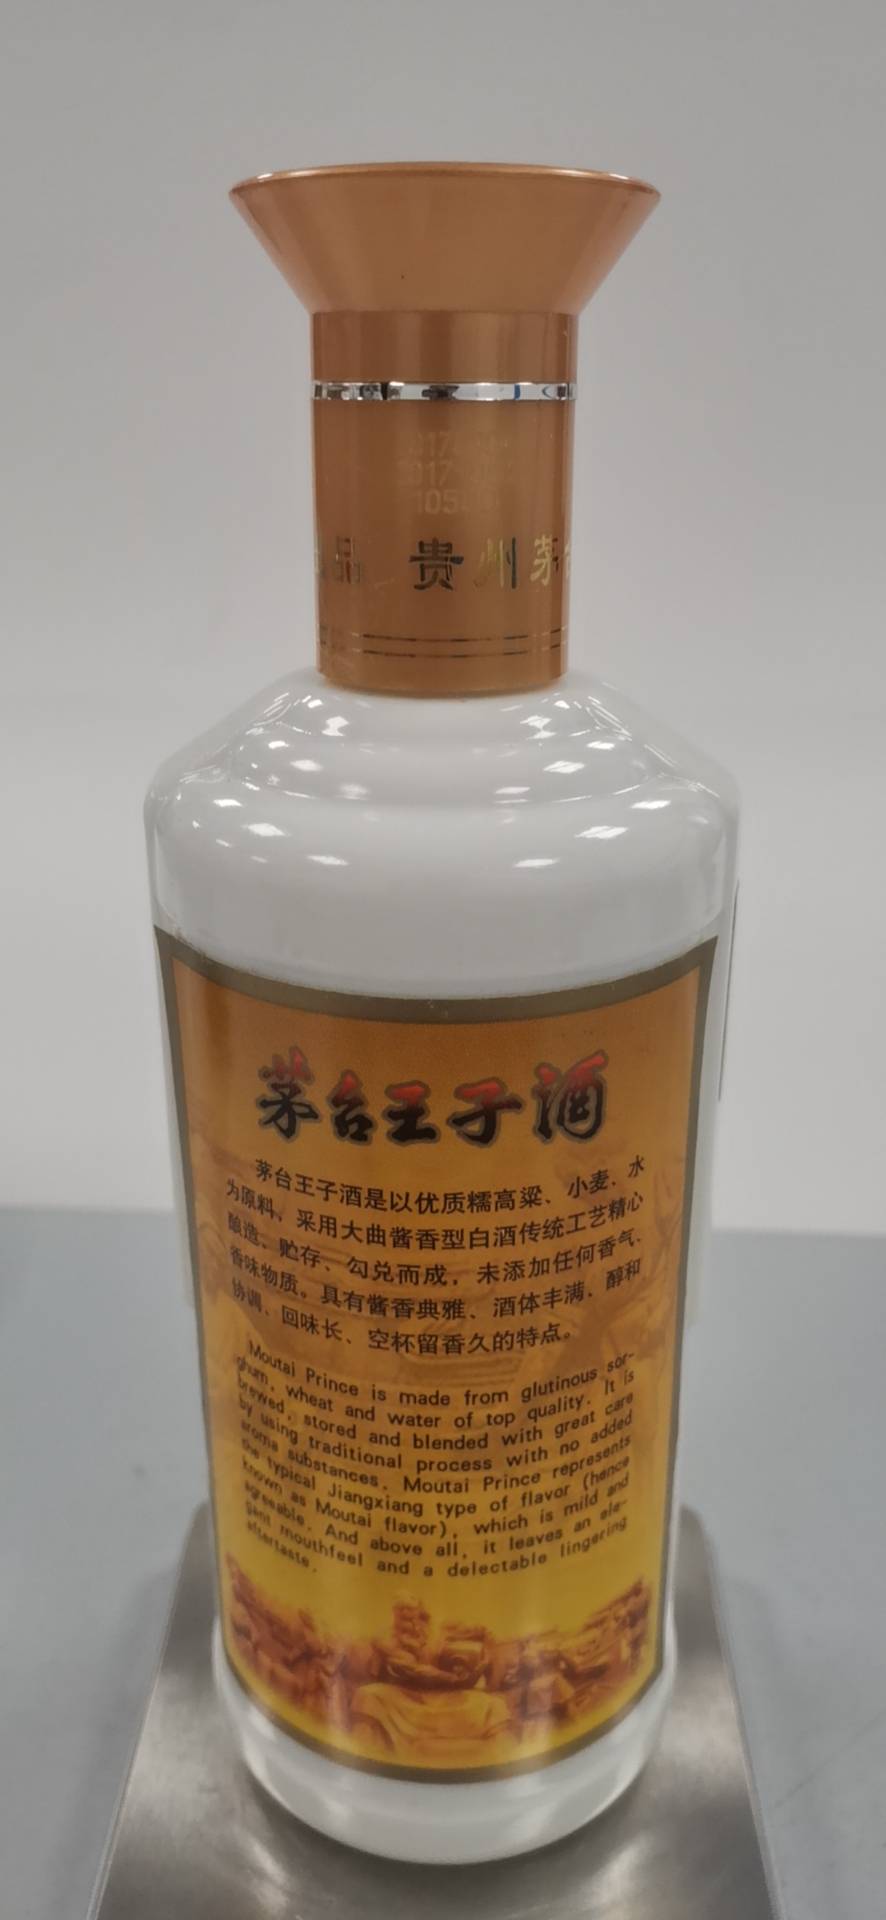 品 贵州茅台
茅台王子酒
茅台王子酒是以优质糯高粱、小麦、水
为原料，采用大曲酱香型白酒传统工艺精心
酿造、贮存、勾兑而成，未添加任何香气、
香味物质。具有酱香典雅、酒体丰满、醇和
协调、回味长、空杯留香久的特点。
Moutai Prince is made from glutinous sor-
ghum, wheat and water of top quality. It is
brewed, stored and blended with great care
by using traditional process with no added
aroma substances. Moutai Prince represents
the typical Jiangxiang type of flavor (hence
known as Moutai flavor), which is mild and
agreeable. And above all, it leaves an ele-
gant mouthfeel and a delectable lingering
aftertaste.